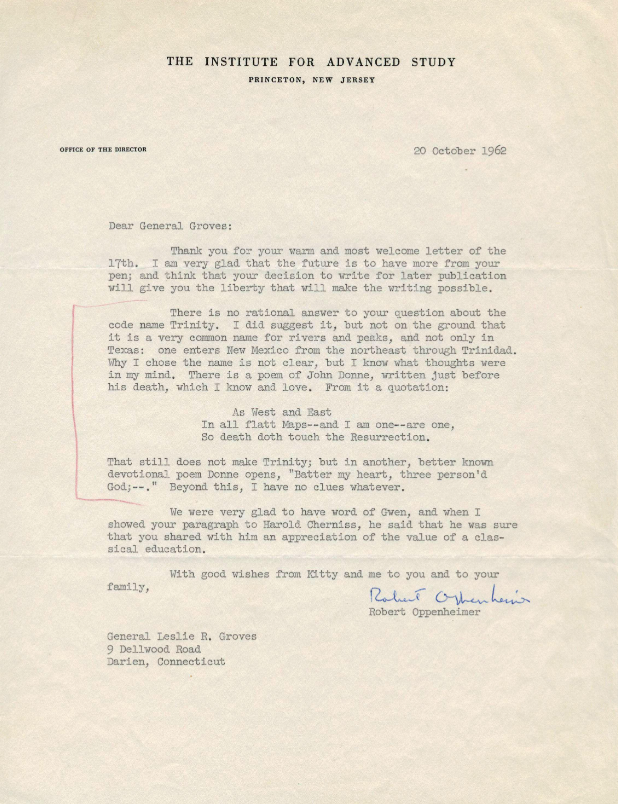 THE INSTITUTE FOR ADVANCED STUDY
PRINCETON, NEW JERSEY
OFFICE OF THE DIRECTOR
20 October 1962
Dear General Groves:
Thank you for your warm and most welcome letter of the
17th. I am very glad that the future is to have more from your
pen; and think that your decision to write for later publication
will give you the liberty that will make the writing possible.
There is no rational answer to your question about the
code name Trinity. I did suggest it, but not on the ground that
it is a very common name for rivers and peaks, and not only in
Texas: one enters New Mexico from the northeast through Trinidad.
Why I chose the name is not clear, but I know what thoughts were
in my mind. There is a poem of John Donne, written just before
his death, which I know and love. From it a quotation:
As West and East
In all flatt Maps--and I am one--are one,
So death doth touch the Resurrection.
That still does not make Trinity; but in another, better known
devotional poem Donne opens, "Batter my heart, three person'd
God;--." Beyond this, I have no clues whatever.
We were very glad to have word of Gwen, and when I
showed your paragraph to Harold Cherniss, he said that he was sure
that you shared with him an appreciation of the value of a clas-
sical education.
With good wishes from Kitty and me to you and to your
family,
Robert Oppenheimer
Robert Oppenheimer
General Leslie R. Groves
9 Dellwood Road
Darien, Connecticut